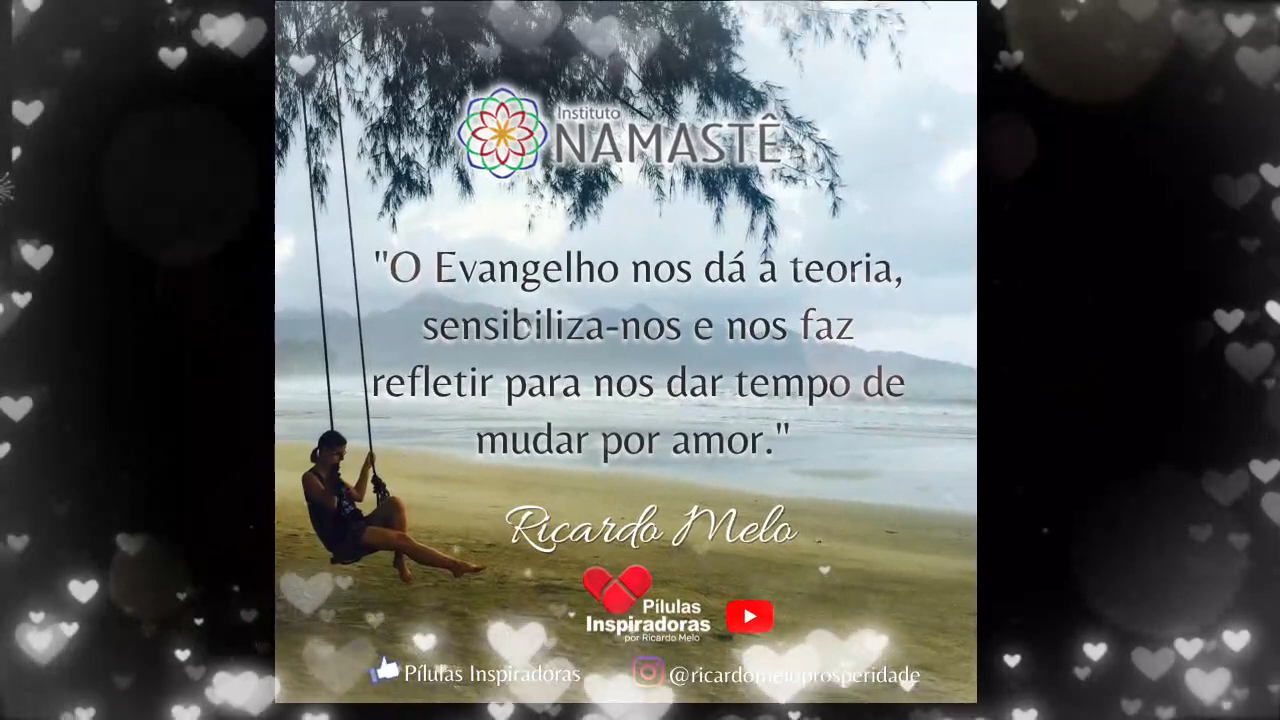 Instituto
NAMASTÊ
"O Evangelho nos dá a teoria,
sensibiliza-nos e nos faz
refletir para nos dar tempo de
mudar por amor."
Ricardo Melo
Pílulas
Inspiradoras
por Ricardo Melo
Pílulas Inspiradoras
@ricardomeloprosperidade